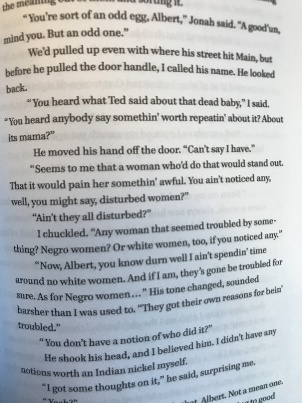 the meaning out of them and sorting it.
“You’re sort of an odd egg, Albert,” Jonah said. “A good’un,
mind you. But an odd one.”
We’d pulled up even with where his street hit Main, but
before he pulled the door handle, I called his name. He looked
back.
“You heard what Ted said about that dead baby,” I said.
“You heard anybody say somethin’ worth repeatin’ about it? About
its mama?”
He moved his hand off the door. “Can’t say I have.”
“Seems to me that a woman who’d do that would stand out.
That it would pain her somethin’ awful. You ain’t noticed any,
well, you might say, disturbed women?”
“Ain’t they all disturbed?”
I chuckled. “Any woman that seemed troubled by some-
thing? Negro women? Or white women, too, if you noticed any.”
“Now, Albert, you know durn well I ain’t spendin’ time
around no white women. And if I am, they’s gone be troubled for
sure. As for Negro women . . .” His tone changed, sounded
harsher than I was used to. “They got their own reasons for bein’
troubled.”
“You don’t have a notion of who did it?”
He shook his head, and I believed him. I didn’t have any
notions worth an Indian nickel myself.
“I got some thoughts on it,” he said, surprising me.
“Yeah?”
Albert. Not a mean one.
to good